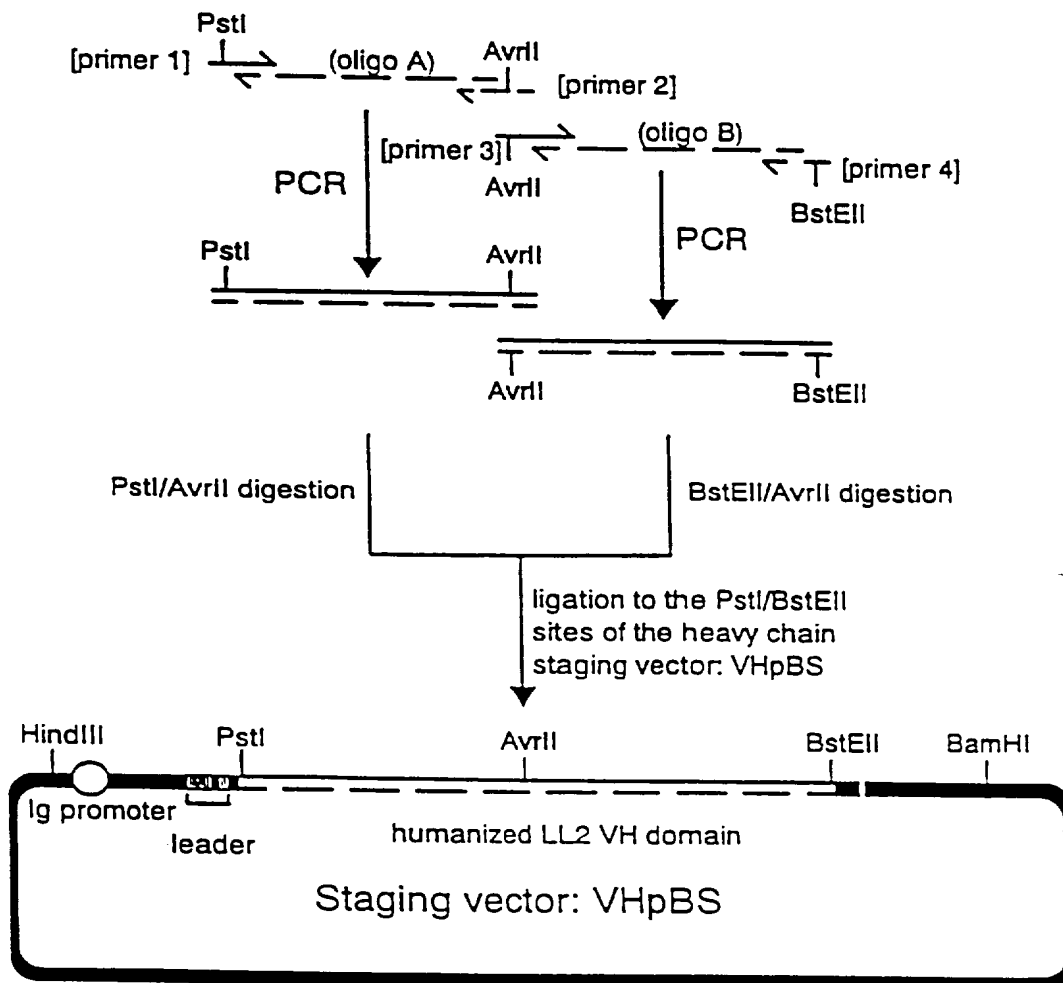 PstI
[primer 1]
(oligo A)
AvrII
[primer 2]
[primer 3]
(oligo B)
[primer 4]
AvrII
BstEII
PCR
PCR
PstI
AvrII
AvrII
BstEII
PstI/AvrII digestion
BstEII/AvrII digestion
ligation to the PstI/BstEII
sites of the heavy chain
staging vector: VHpBS
HindIII
PstI
AvrII
BstEII
BamHI
Ig promoter
leader
humanized LL2 VH domain
Staging vector: VHpBS